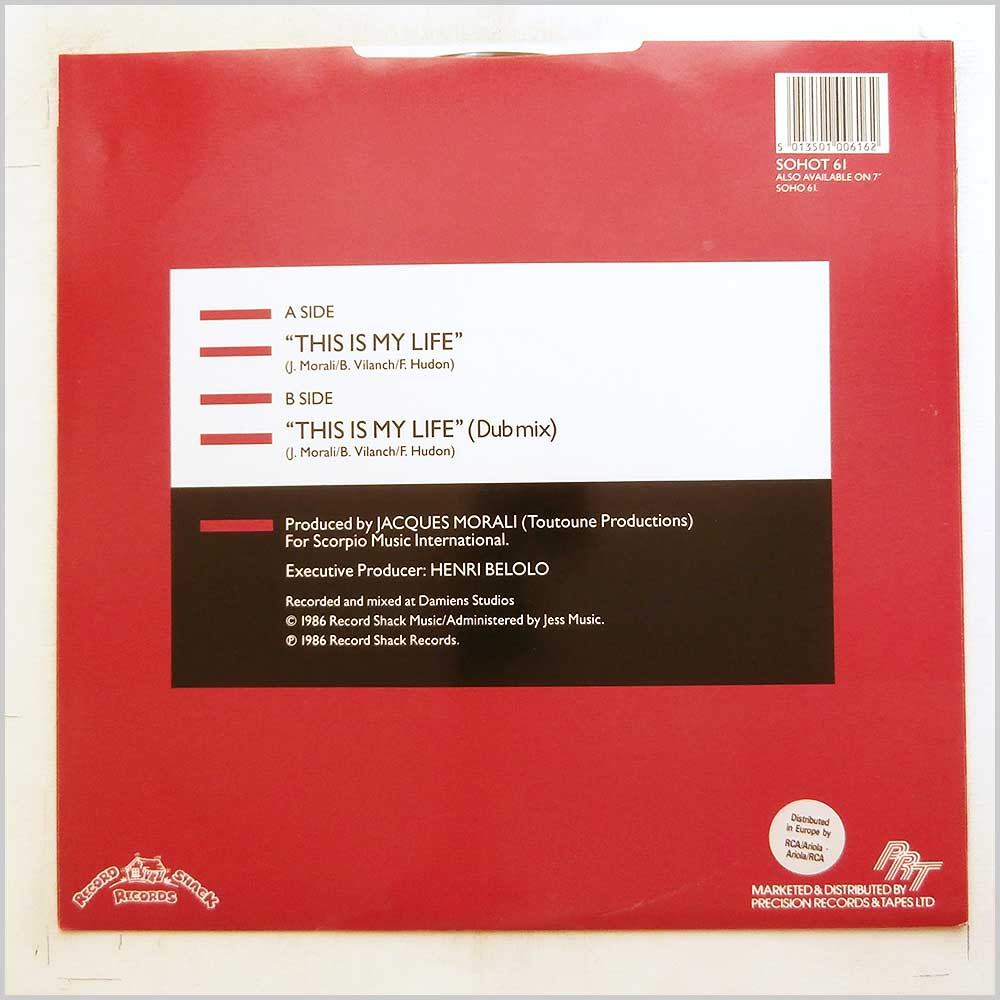 5 013501 006162
SOHOT 61
ALSO AVAILABLE ON 7"
SOHO 61.
A SIDE
“THIS IS MY LIFE”
(J. Morali/B. Vilanch/F. Hudon)
B SIDE
“THIS IS MY LIFE” (Dub mix)
(J. Morali/B. Vilanch/F. Hudon)
Produced by JACQUES MORALI (Toutoune Productions)
For Scorpio Music International.
Executive Producer: HENRI BELOLO
Recorded and mixed at Damiens Studios
© 1986 Record Shack Music/Administered by Jess Music.
℗ 1986 Record Shack Records.
RECORD SHACK
RECORDS
Distributed
in Europe by
RCA/Ariola -
Ariola/RCA
PRT
MARKETED & DISTRIBUTED BY
PRECISION RECORDS & TAPES LTD